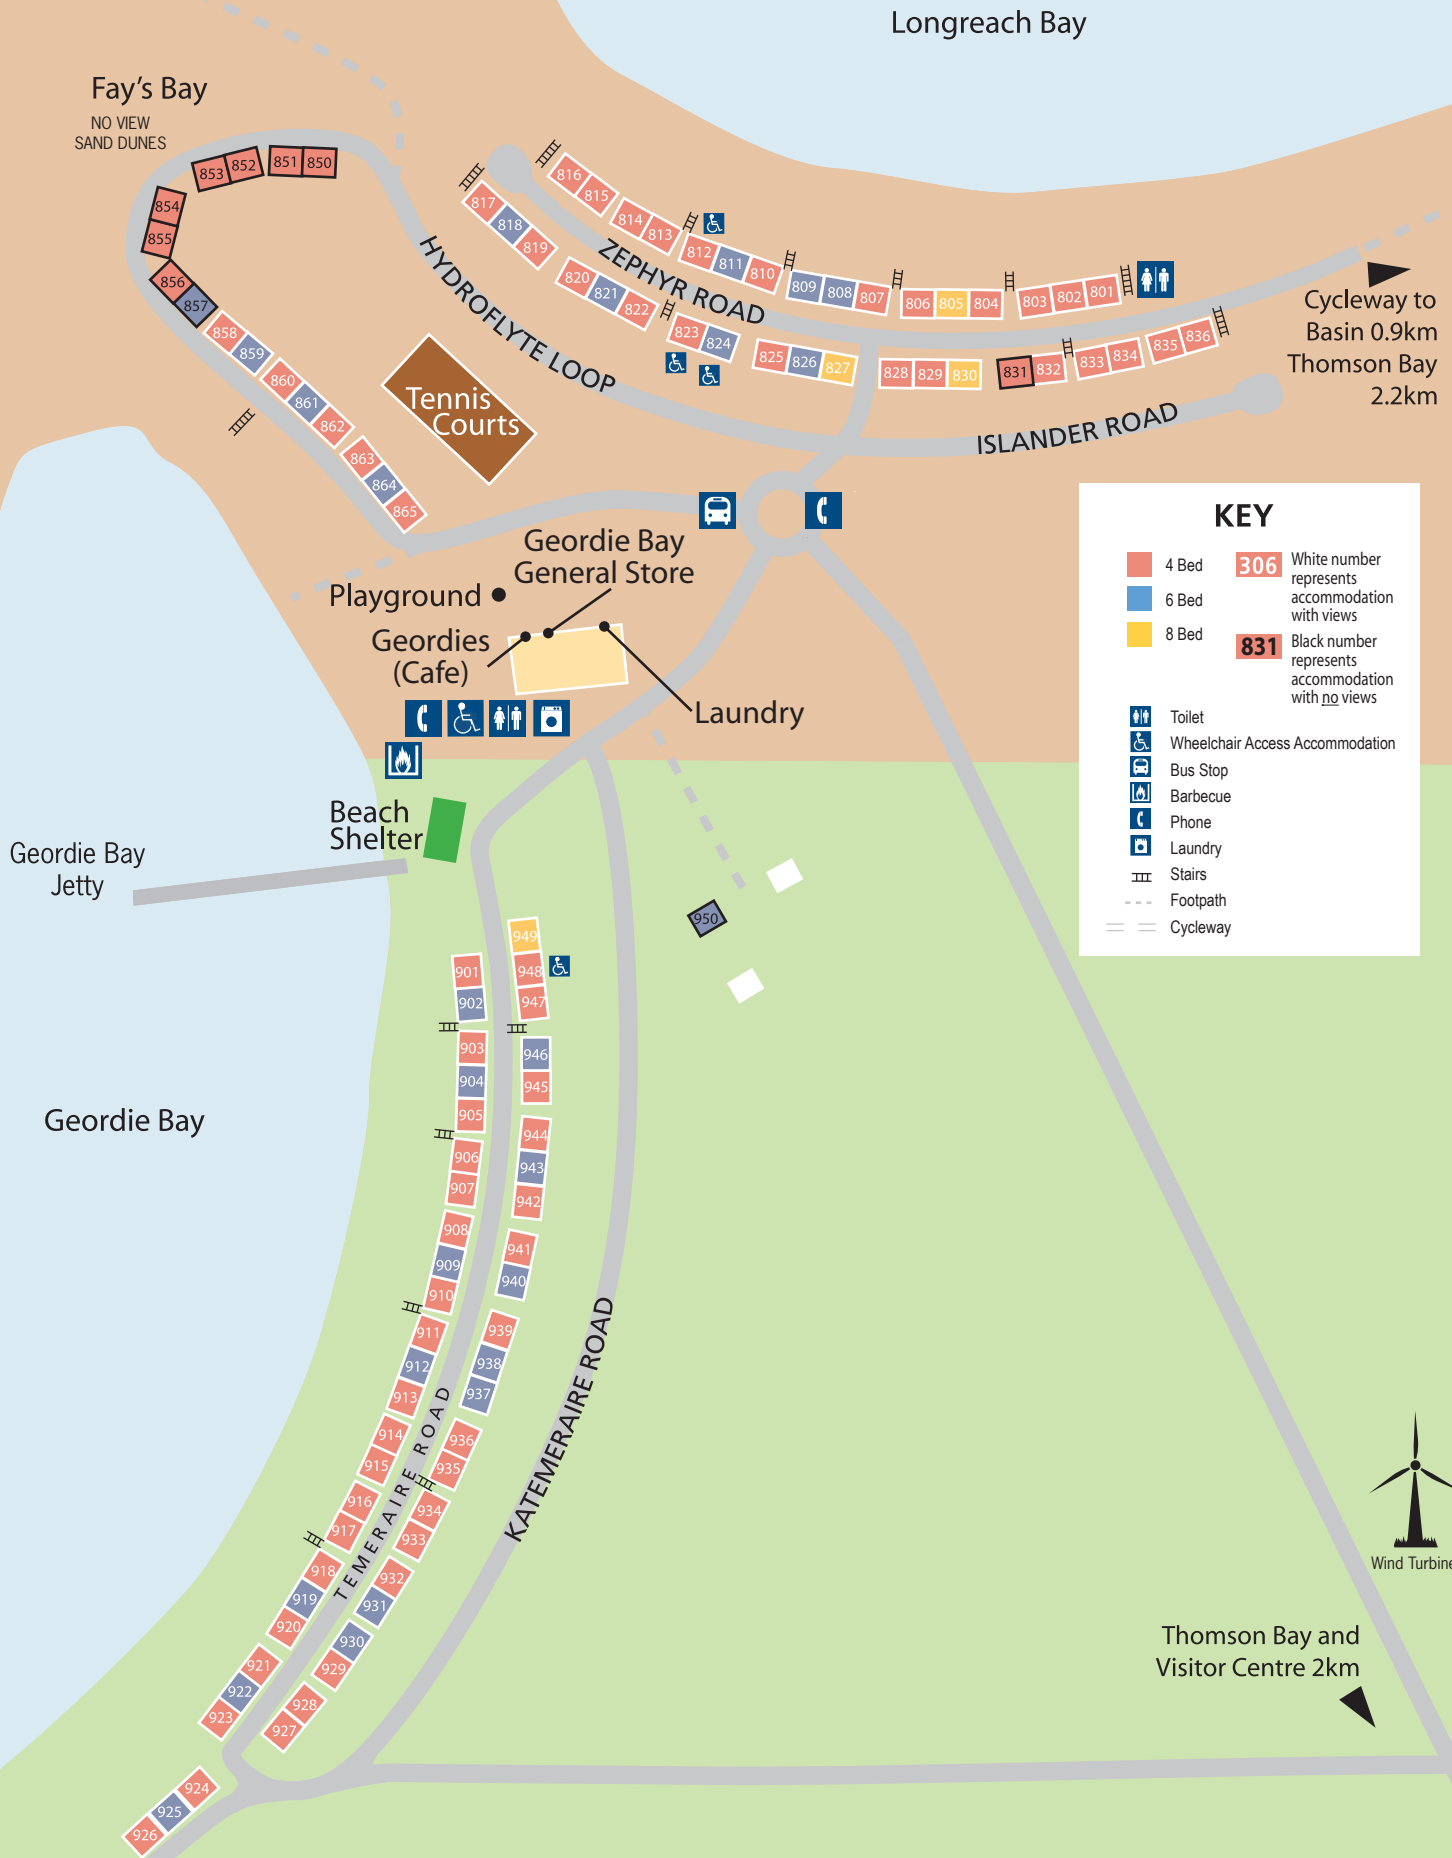 Longreach Bay
Fay's Bay
NO VIEW
SAND DUNES
853
852
851
850
854
855
856
857
858
859
860
861
862
863
864
865
816
815
814
813
812
811
810
809
808
807
806
805
804
803
802
801
817
818
819
820
821
822
823
824
825
826
827
828
829
830
831
832
833
834
835
836
ZEPHYR ROAD
HYDROFLYTE LOOP
ISLANDER ROAD
Cycleway to
Basin 0.9km
Thomson Bay
2.2km
Tennis
Courts
Geordie Bay
General Store
Playground
Geordies
(Cafe)
Laundry
KEY
4 Bed
6 Bed
8 Bed
306
White number
represents
accommodation
with views
831
Black number
represents
accommodation
with no views
Toilet
Wheelchair Access Accommodation
Bus Stop
Barbecue
Phone
Laundry
Stairs
Footpath
Cycleway
Beach
Shelter
Geordie Bay
Jetty
Geordie Bay
950
949
948
947
946
945
944
943
942
941
940
939
938
937
936
935
934
933
932
931
930
929
928
927
901
902
903
904
905
906
907
908
909
910
911
912
913
914
915
916
917
918
919
920
921
922
923
924
925
926
TEMERAIRE ROAD
KATEMERAIRE ROAD
Wind Turbine
Thomson Bay and
Visitor Centre 2km